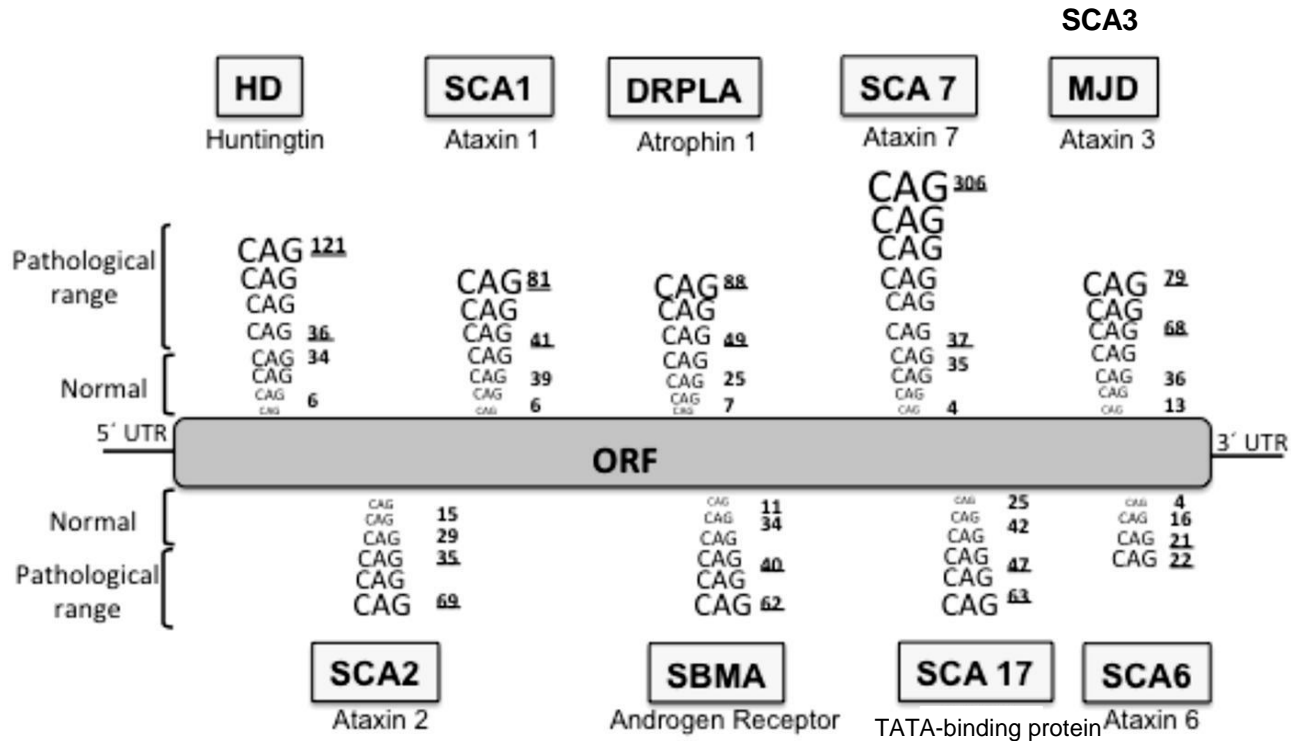 SCA3
HD SCA1 DRPLA SCA 7 MJD
Huntingtin Ataxin 1 Atrophin 1 Ataxin 7 Ataxin 3
CAG 306
CAG
CAG 121 CAG
CAG CAG 81 CAG 88 CAG CAG 79
Pathological range
CAG CAG CAG CAG CAG
CAG 36 CAG 41 CAG 49 CAG 37 CAG 68
CAG 34 CAG CAG CAG 35 CAG
Normal
CAG CAG 39 CAG 25 CAG CAG 36
CAG 6 CAG CAG CAG CAG
CAG CAG 6 CAG 7 CAG 4 CAG 13
5´ UTR
ORF
3´ UTR
CAG CAG 11 CAG 25 CAG 4
Normal
CAG 15 CAG 34 CAG CAG 16
CAG 29 CAG CAG 42 CAG 21
CAG 35 CAG 40 CAG 47 CAG 22
Pathological range
CAG CAG CAG
CAG 69 CAG 62 CAG 63
SCA2 SBMA SCA 17 SCA6
Ataxin 2 Androgen Receptor TATA-binding protein Ataxin 6